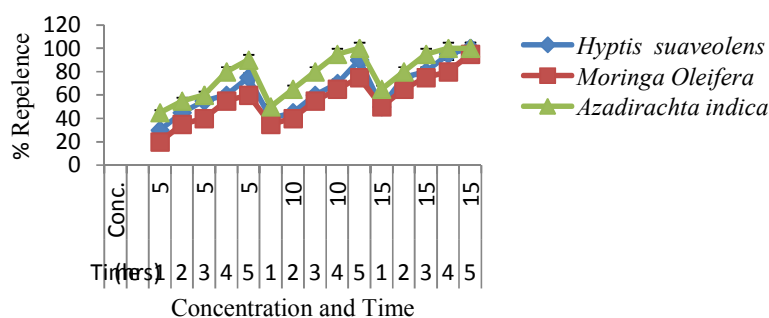 120
100
80
60
40
20
0
% Repelence
Hyptis suaveolens
Moringa Oleifera
Azadirachta indica
Conc. 5 5 5 10 10 15 15 15
Time (hrs) 1 2 3 4 5 1 2 3 4 5 1 2 3 4 5
Concentration and Time